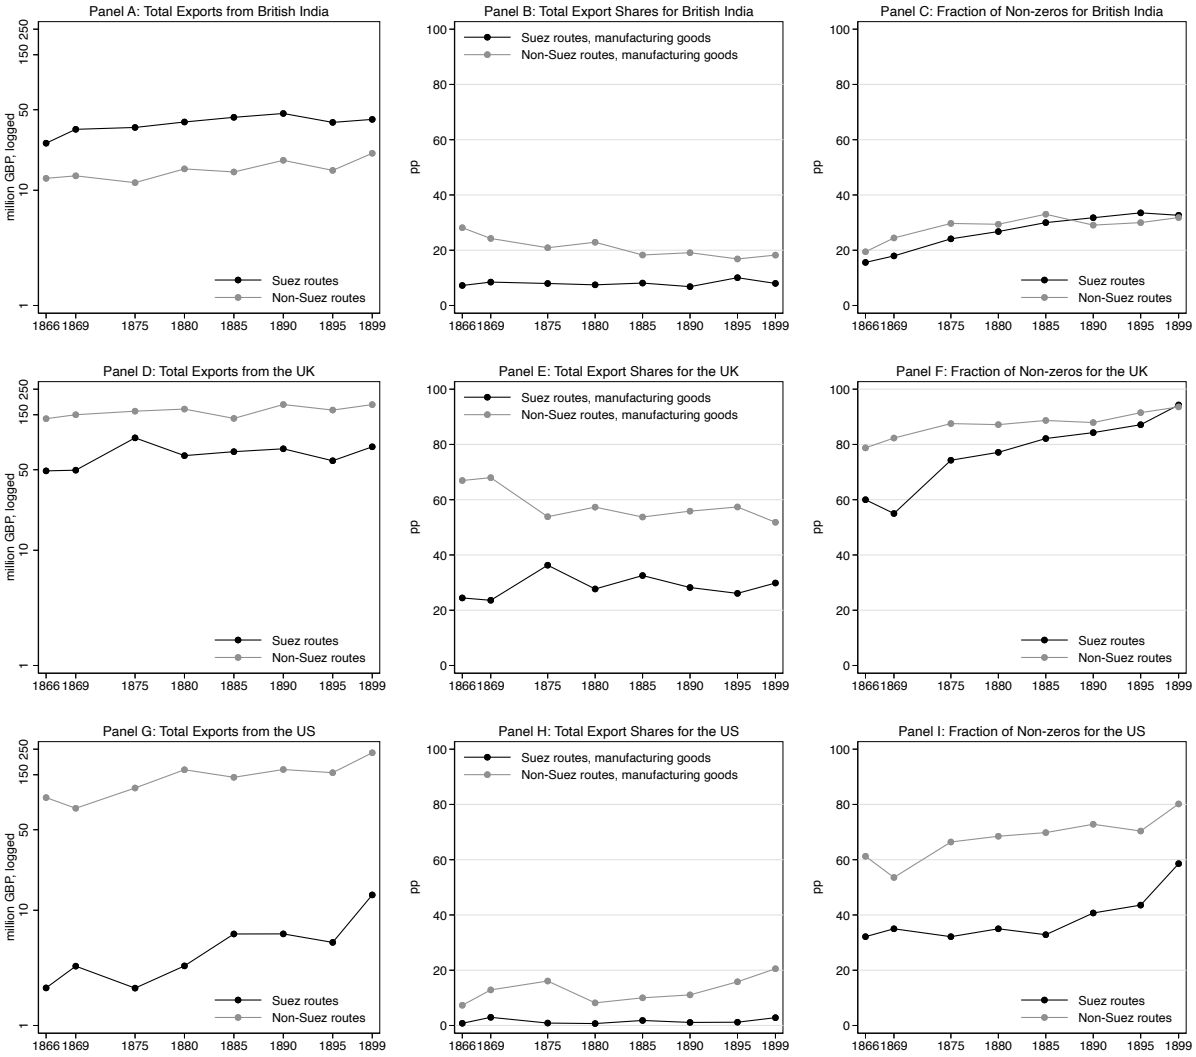 Panel A: Total Exports from British India
million GBP, logged
250
150
50
10
1
Suez routes
Non-Suez routes
1866 1869 1875 1880 1885 1890 1895 1899
Panel B: Total Export Shares for British India
pp
100
80
60
40
20
0
Suez routes, manufacturing goods
Non-Suez routes, manufacturing goods
1866 1869 1875 1880 1885 1890 1895 1899
Panel C: Fraction of Non-zeros for British India
pp
100
80
60
40
20
0
Suez routes
Non-Suez routes
1866 1869 1875 1880 1885 1890 1895 1899
Panel D: Total Exports from the UK
million GBP, logged
250
150
50
10
1
Suez routes
Non-Suez routes
1866 1869 1875 1880 1885 1890 1895 1899
Panel E: Total Export Shares for the UK
pp
100
80
60
40
20
0
Suez routes, manufacturing goods
Non-Suez routes, manufacturing goods
1866 1869 1875 1880 1885 1890 1895 1899
Panel F: Fraction of Non-zeros for the UK
pp
100
80
60
40
20
0
Suez routes
Non-Suez routes
1866 1869 1875 1880 1885 1890 1895 1899
Panel G: Total Exports from the US
million GBP, logged
250
150
50
10
1
Suez routes
Non-Suez routes
1866 1869 1875 1880 1885 1890 1895 1899
Panel H: Total Export Shares for the US
pp
100
80
60
40
20
0
Suez routes, manufacturing goods
Non-Suez routes, manufacturing goods
1866 1869 1875 1880 1885 1890 1895 1899
Panel I: Fraction of Non-zeros for the US
pp
100
80
60
40
20
0
Suez routes
Non-Suez routes
1866 1869 1875 1880 1885 1890 1895 1899